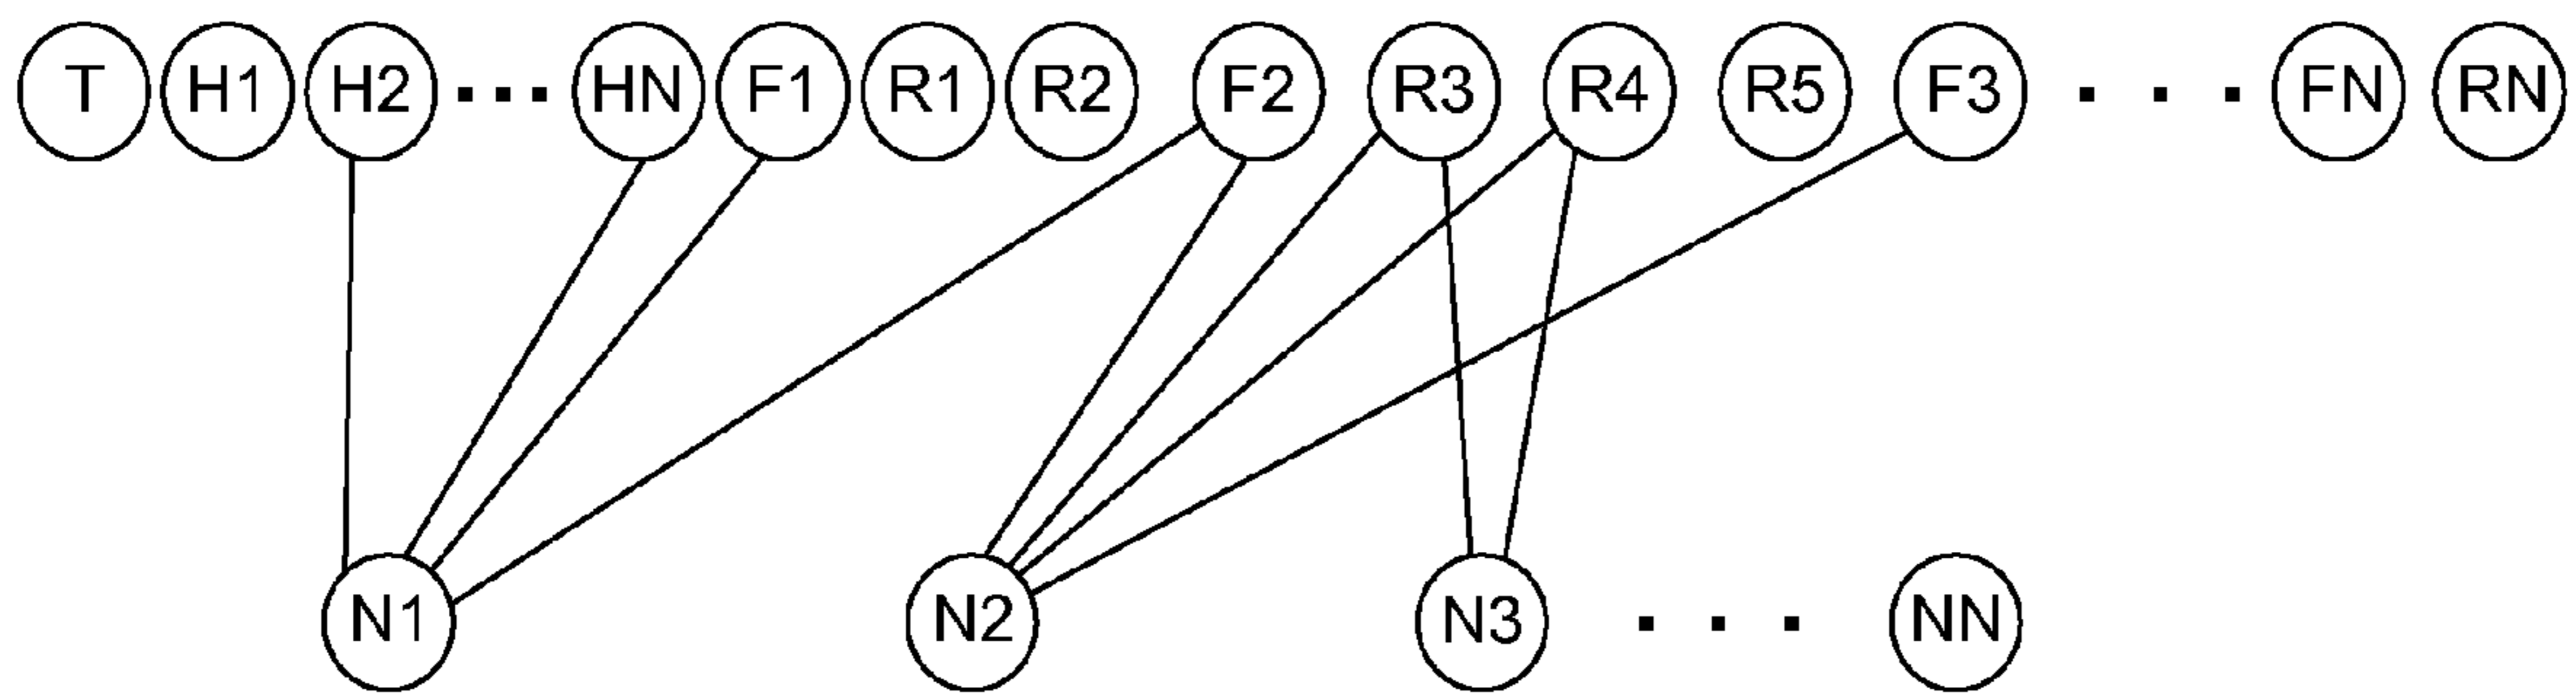 T H1 H2 ... HN F1 R1 R2 F2 R3 R4 R5 F3 . . . FN RN
N1 N2 N3 . . . NN